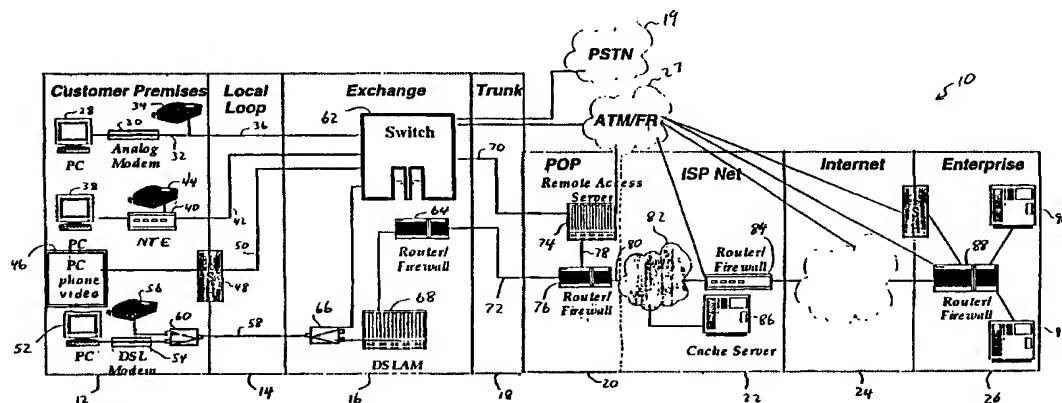 19
PSTN
27
ATM/FR
10
Customer Premises
Local Loop
Exchange
Trunk
POP
ISP Net
Internet
Enterprise
28
30
34
PC
Analog Modem
32
36
62
Switch
70
Remote Access Server
74
78
38
44
40
PC
NTE
42
50
64
Router/Firewall
76
Router/Firewall
80
82
84
Router/Firewall
86
Cache Server
88
Router/Firewall
46
PC phone video
48
52
56
60
PC
DSL Modem
54
58
66
68
DSLAM
72
12
14
16
18
20
22
24
26